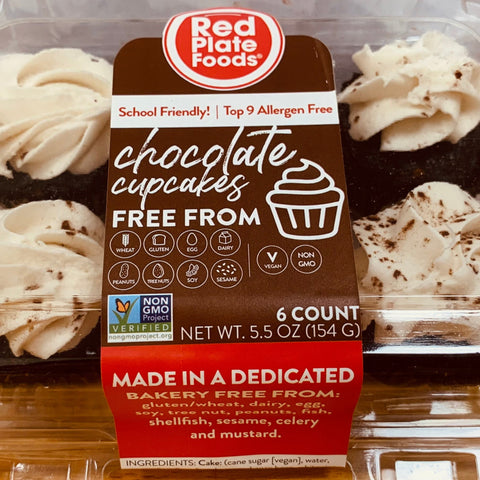 Red
Plate
Foods®
School Friendly! | Top 9 Allergen Free
chocolate
cupcakes
FREE FROM
WHEAT GLUTEN EGG DAIRY
PEANUTS TREE NUTS SOY SESAME
V
VEGAN
NON
GMO
NON
GMO
Project
VERIFIED
nongmoproject.org
6 COUNT
NET WT. 5.5 OZ (154 G)
MADE IN A DEDICATED
BAKERY FREE FROM:
gluten/wheat, dairy, egg,
soy, tree nut, peanuts, fish,
shellfish, sesame, celery
and mustard.
INGREDIENTS: Cake: (cane sugar [vegan], water,